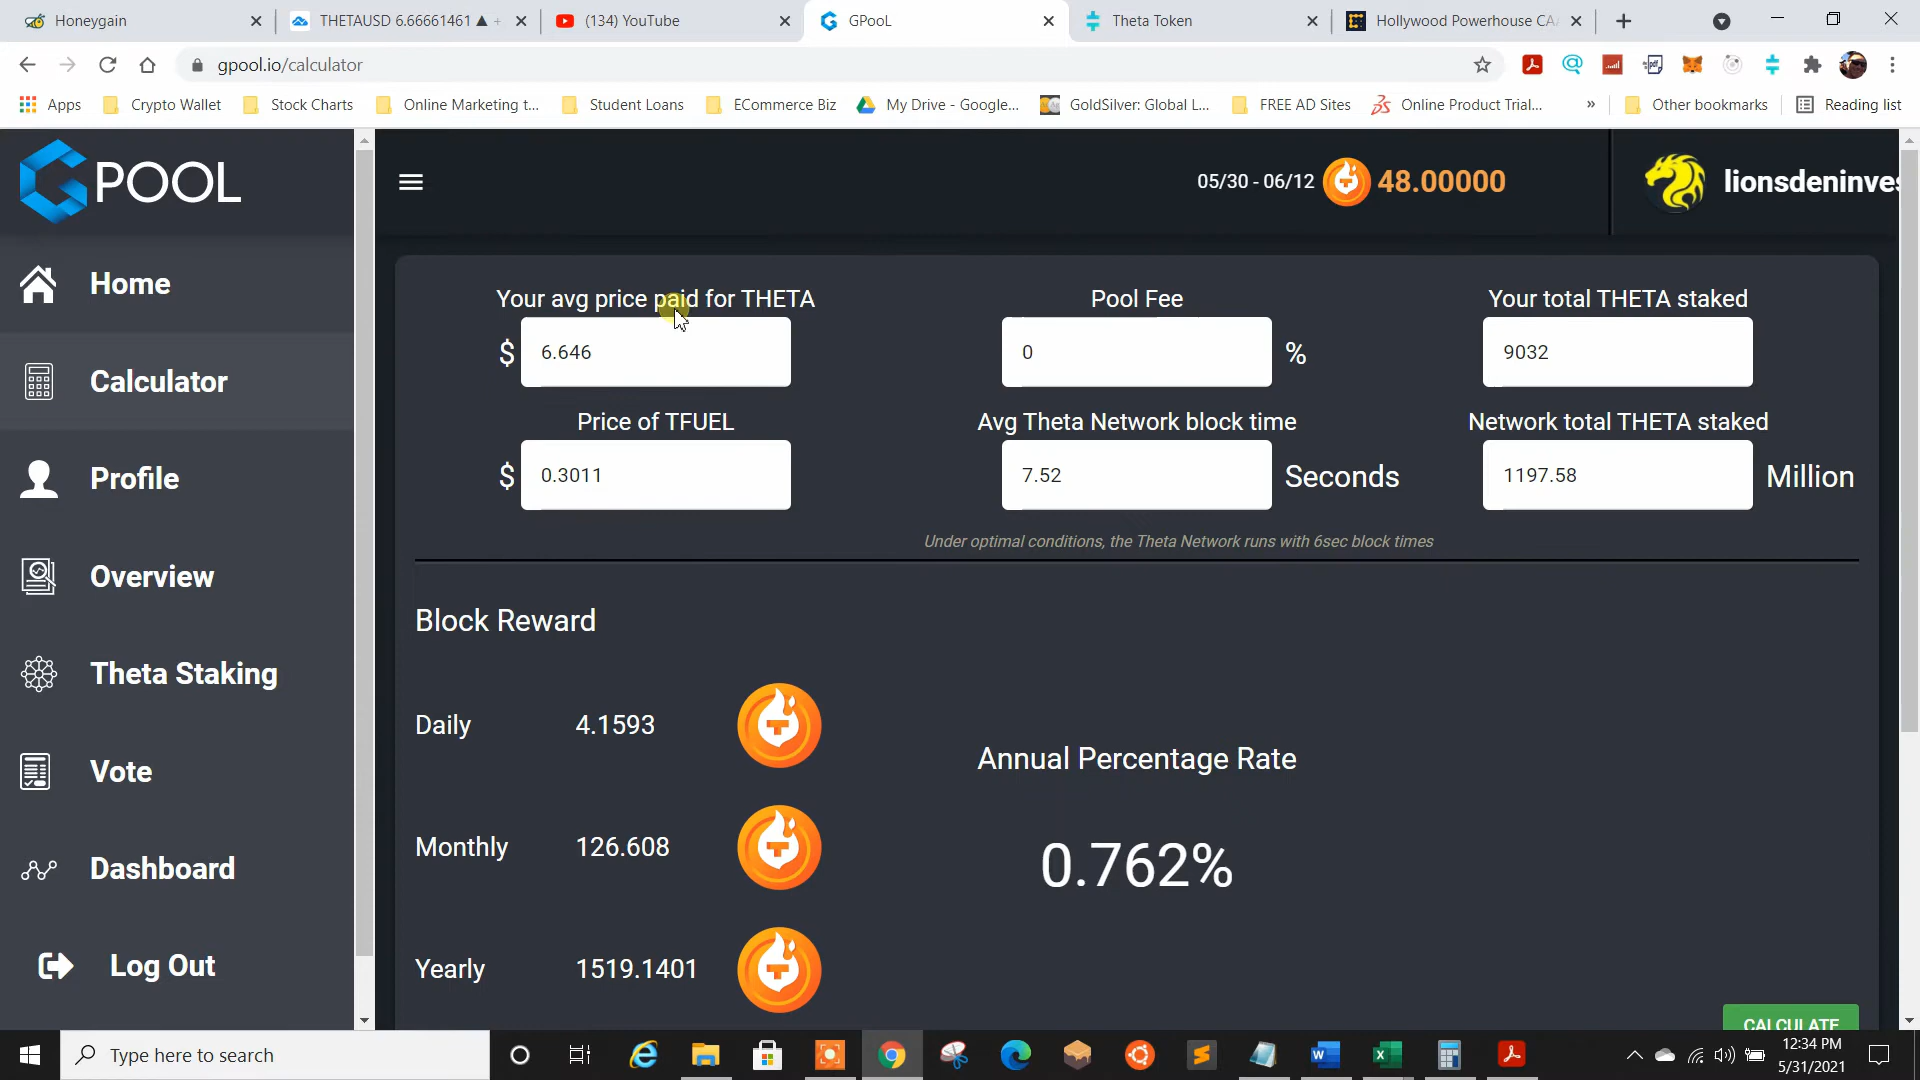 Honeygain
THETAUSD 6.66661461 ▲ +
(134) YouTube
GPooL
Theta Token
Hollywood Powerhouse CA
gpool.io/calculator
Apps
Crypto Wallet
Stock Charts
Online Marketing t...
Student Loans
ECommerce Biz
My Drive - Google...
GoldSilver: Global L...
FREE AD Sites
Online Product Trial...
»
Other bookmarks
Reading list
GPOOL
05/30 - 06/12
48.00000
lionsdeninves
Home
Calculator
Profile
Overview
Theta Staking
Vote
Dashboard
Log Out
Your avg price paid for THETA
Pool Fee
Your total THETA staked
$ 6.646
0 %
9032
Price of TFUEL
Avg Theta Network block time
Network total THETA staked
$ 0.3011
7.52 Seconds
1197.58 Million
Under optimal conditions, the Theta Network runs with 6sec block times
Block Reward
Daily 4.1593
Annual Percentage Rate
Monthly 126.608
0.762%
Yearly 1519.1401
CALCULATE
Type here to search
12:34 PM
5/31/2021